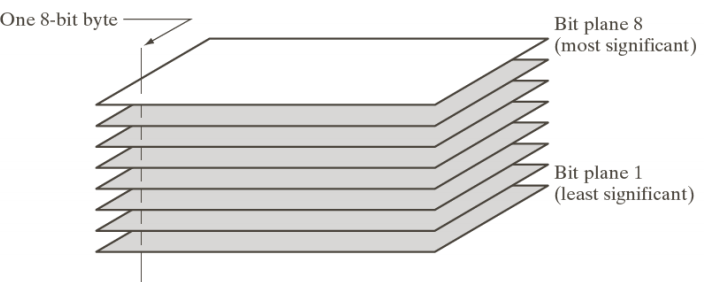 One 8-bit byte
Bit plane 8
(most significant)
Bit plane 1
(least significant)